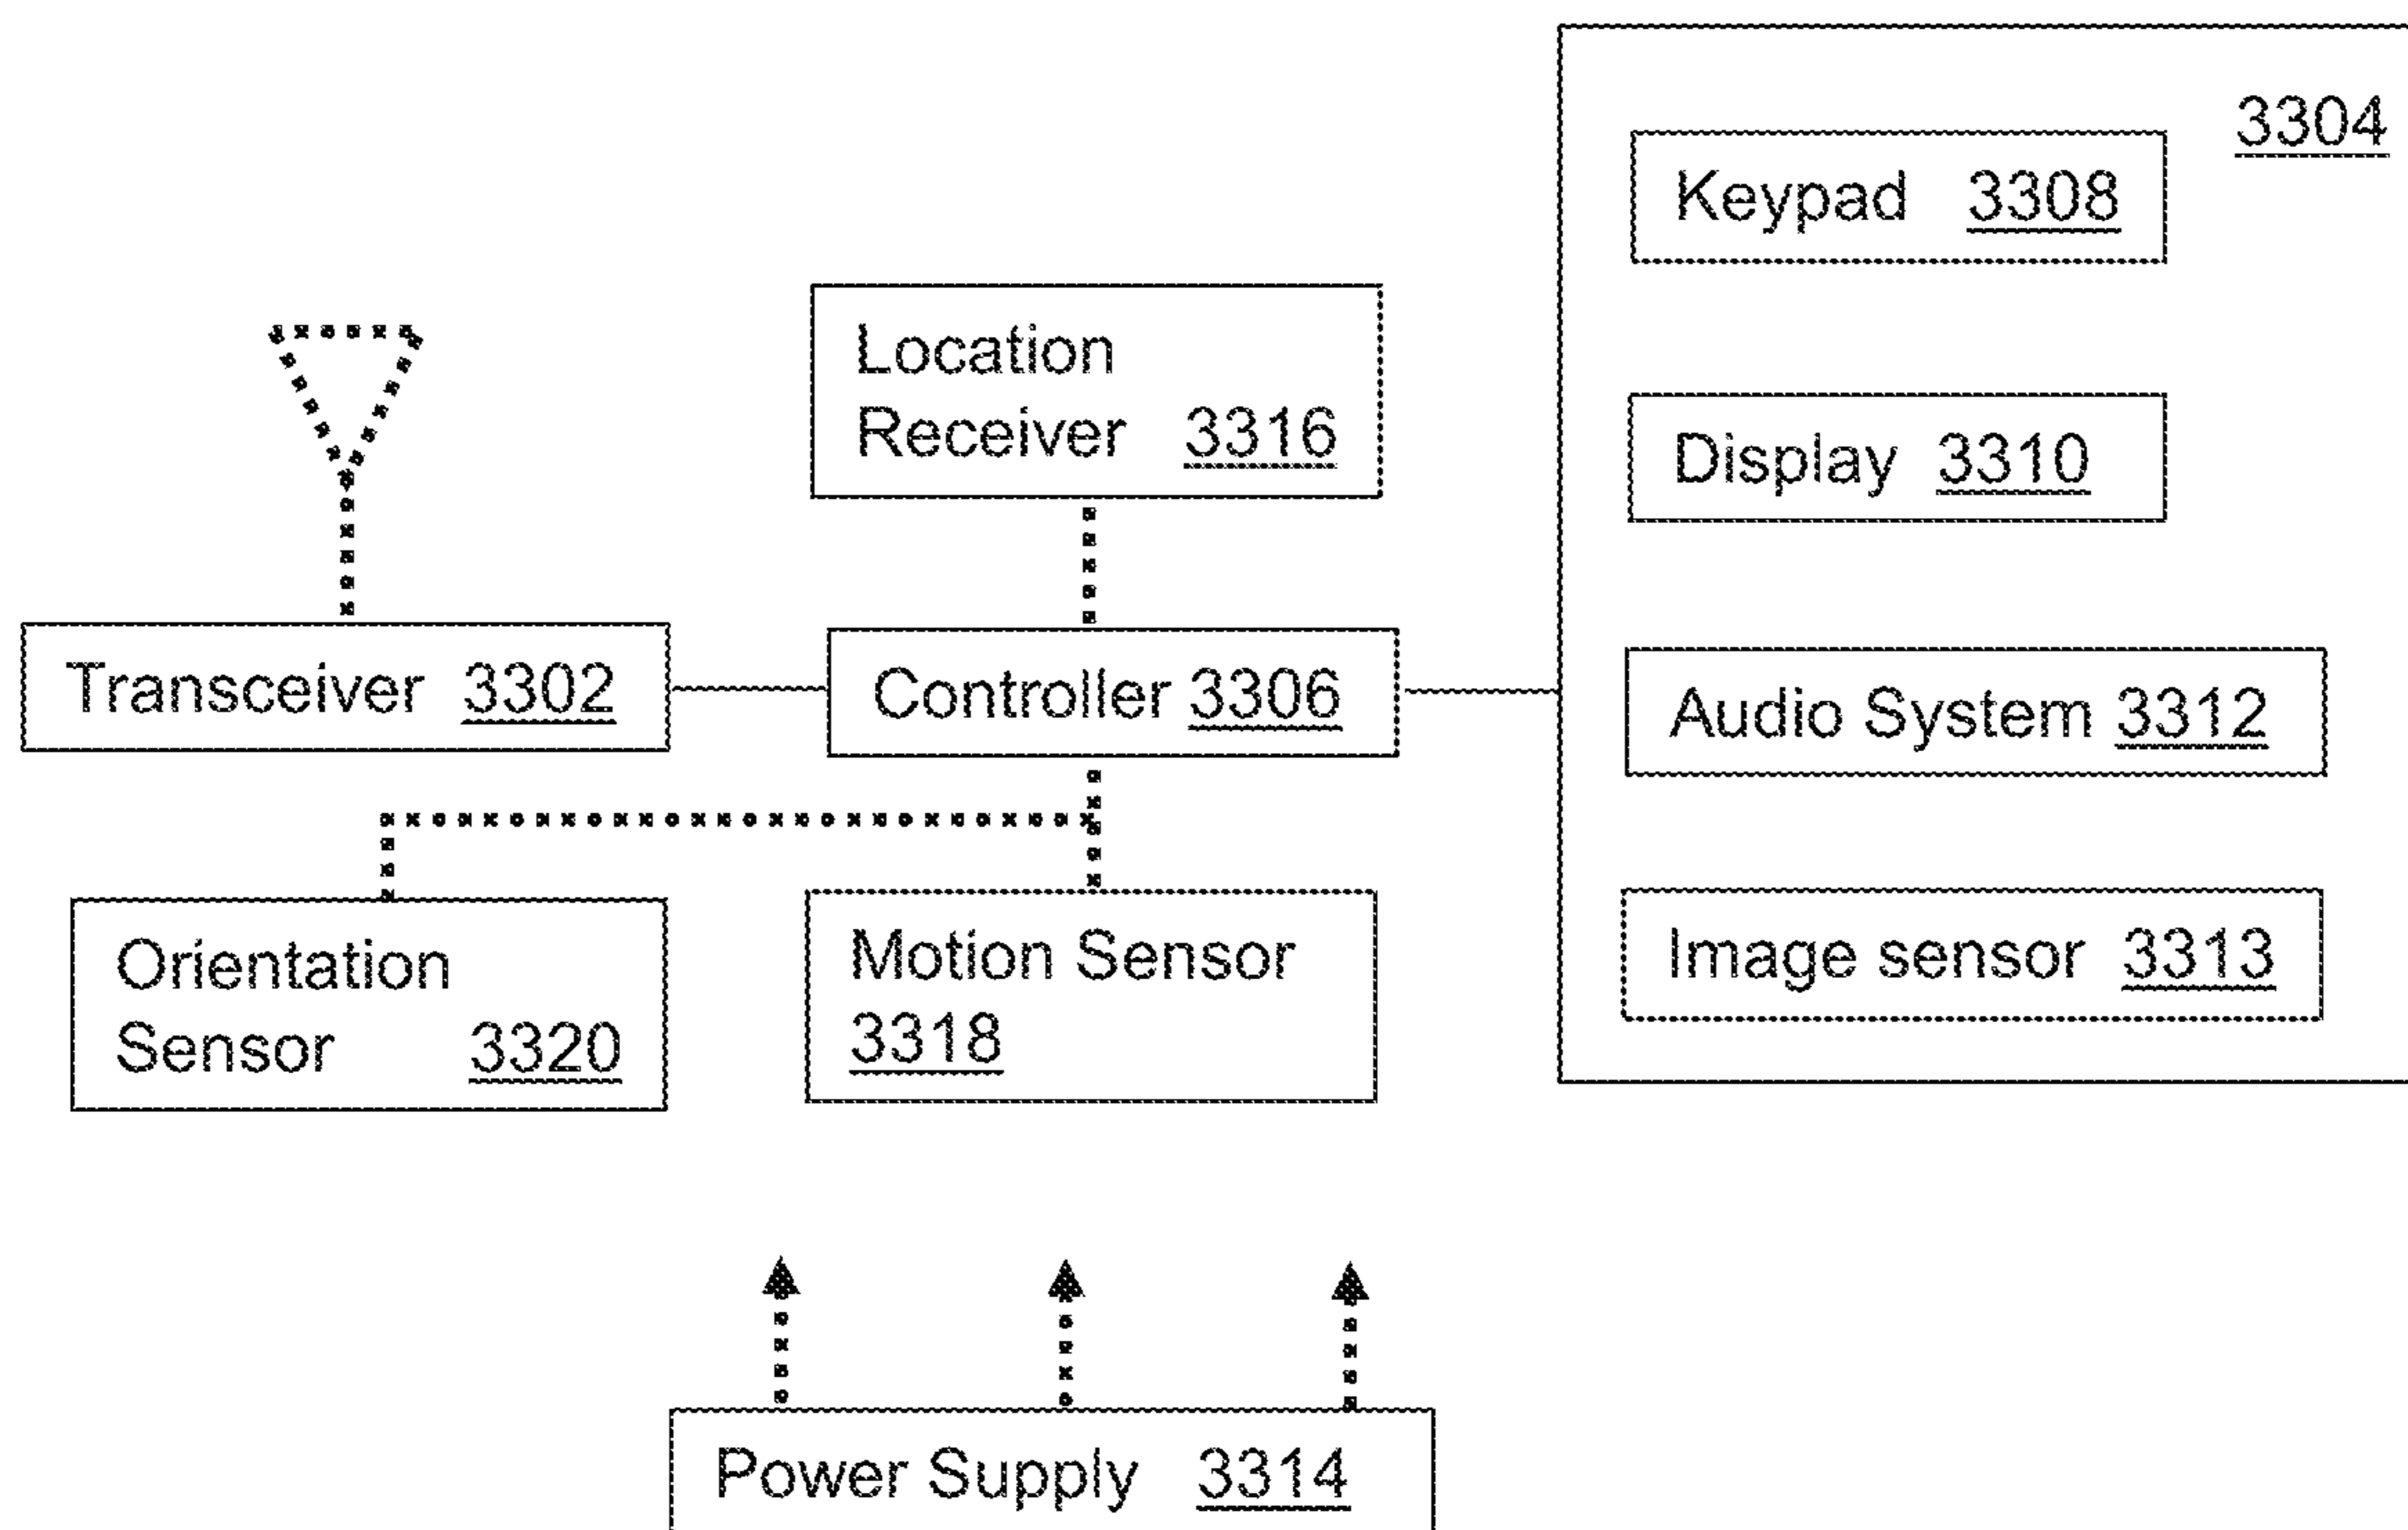 3304
Keypad 3308
Location
Receiver 3316
Display 3310
Transceiver 3302
Controller 3306
Audio System 3312
Orientation
Sensor 3320
Motion Sensor
3318
Image sensor 3313
Power Supply 3314